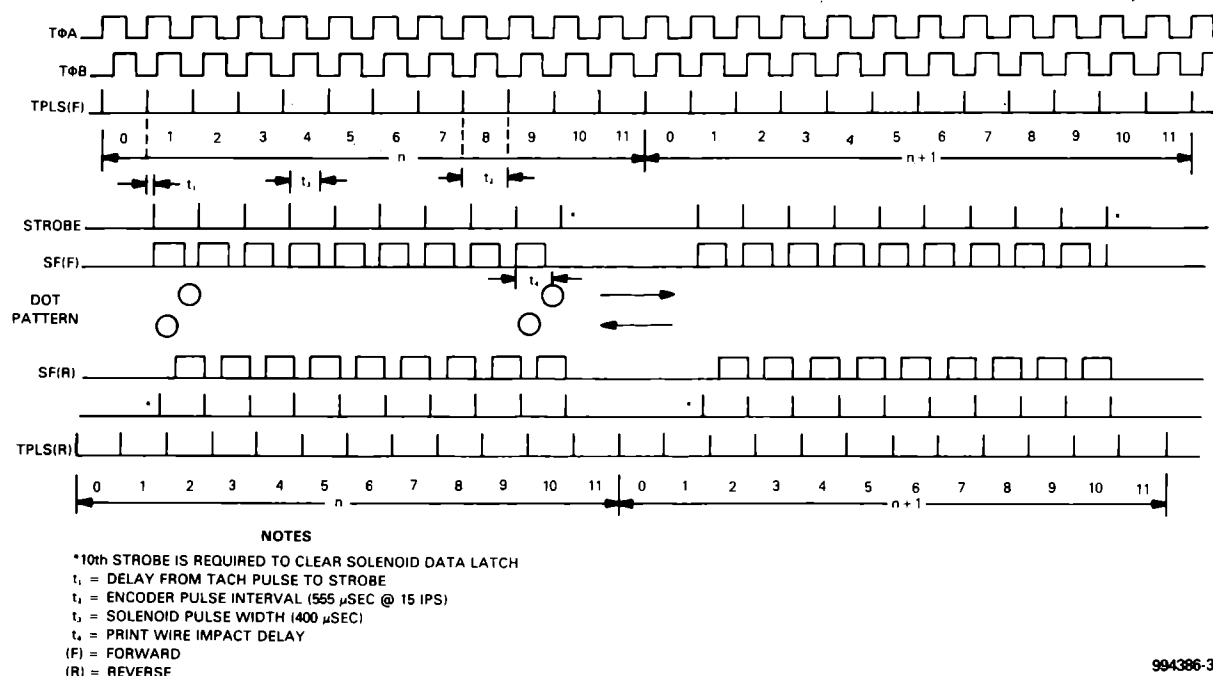 TΦA
TΦB
TPLS(F)
0 1 2 3 4 5 6 7 8 9 10 11 0 1 2 3 4 5 6 7 8 9 10 11
n n + 1
t₁ t₃ t₂
STROBE * *
SF(F)
t₄
DOT
PATTERN
SF(R)
* *
TPLS(R)
0 1 2 3 4 5 6 7 8 9 10 11 0 1 2 3 4 5 6 7 8 9 10 11
n n + 1
NOTES
*10th STROBE IS REQUIRED TO CLEAR SOLENOID DATA LATCH
t₁ = DELAY FROM TACH PULSE TO STROBE
t₂ = ENCODER PULSE INTERVAL (555 µSEC @ 15 IPS)
t₃ = SOLENOID PULSE WIDTH (400 µSEC)
t₄ = PRINT WIRE IMPACT DELAY
(F) = FORWARD
(R) = REVERSE
994386-3